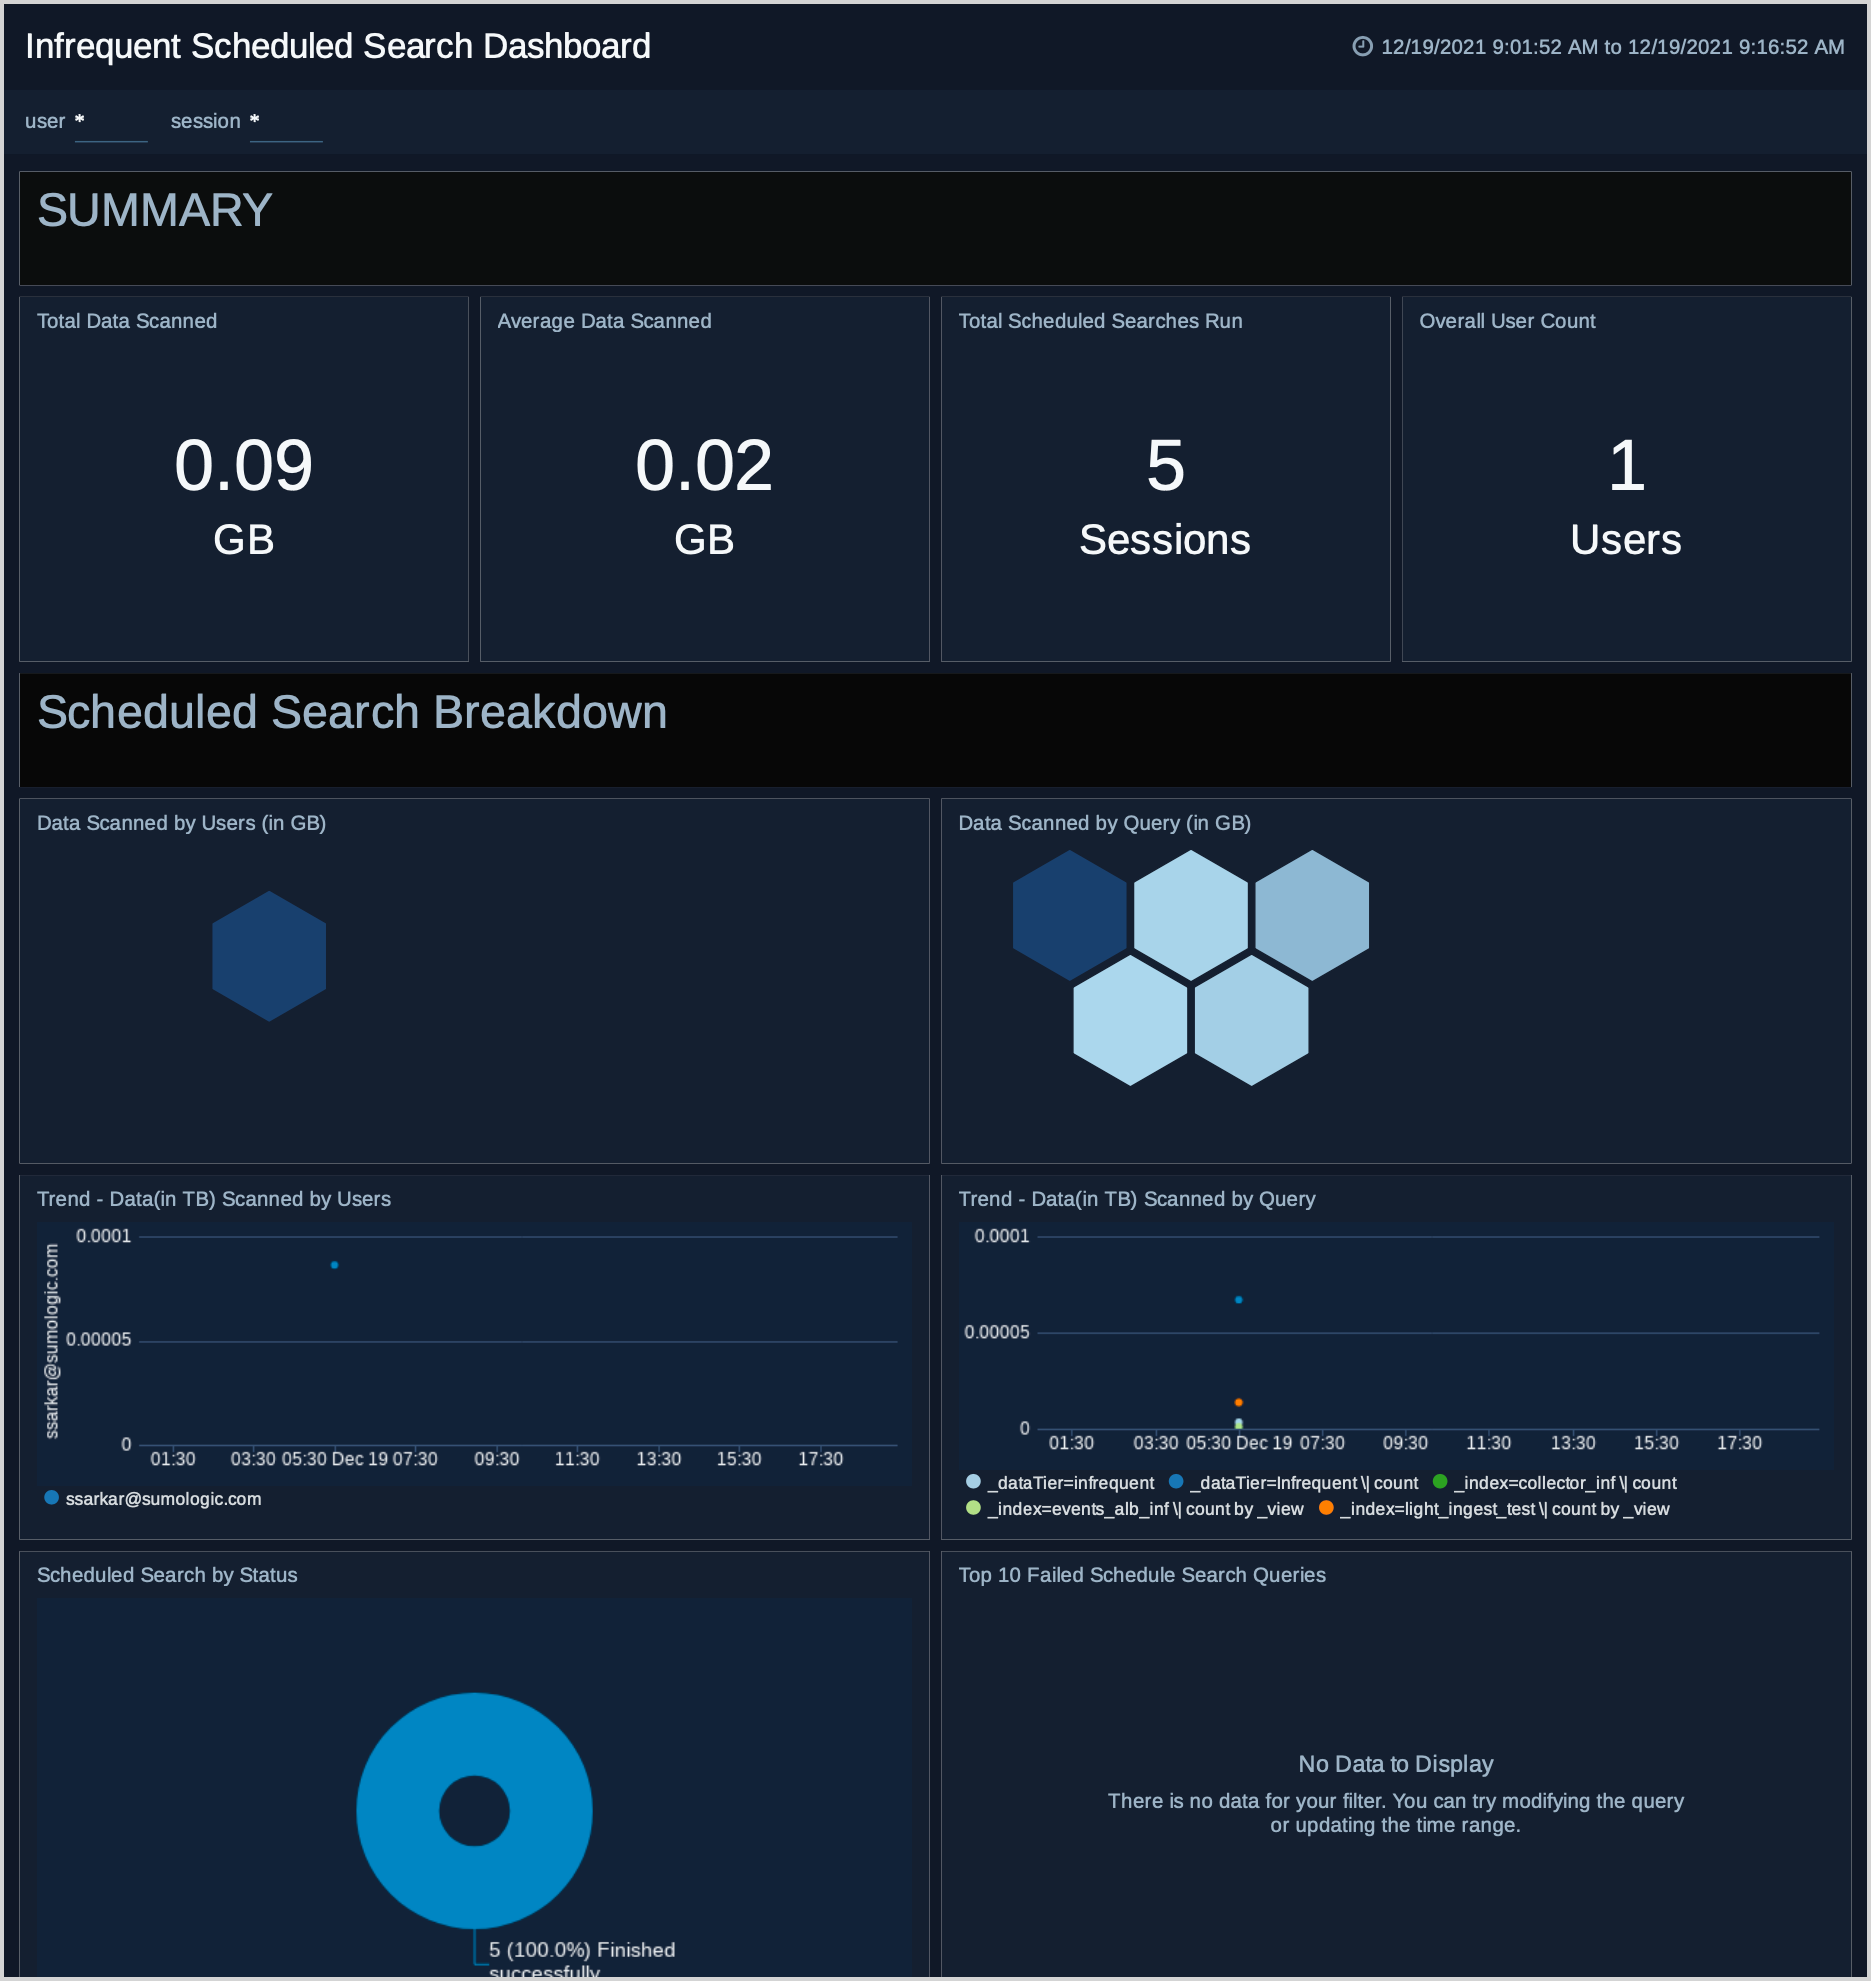 Infrequent Scheduled Search Dashboard
12/19/2021 9:01:52 AM to 12/19/2021 9:16:52 AM
user * session *
SUMMARY
Total Data Scanned
0.09
GB
Average Data Scanned
0.02
GB
Total Scheduled Searches Run
5
Sessions
Overall User Count
1
Users
Scheduled Search Breakdown
Data Scanned by Users (in GB)
Data Scanned by Query (in GB)
Trend - Data(in TB) Scanned by Users
ssarkar@sumologic.com
0.0001
0.00005
0
01:30 03:30 05:30 Dec 19 07:30 09:30 11:30 13:30 15:30 17:30
ssarkar@sumologic.com
Trend - Data(in TB) Scanned by Query
0.0001
0.00005
0
01:30 03:30 05:30 Dec 19 07:30 09:30 11:30 13:30 15:30 17:30
_dataTier=infrequent _dataTier=Infrequent \| count _index=collector_inf \| count
_index=events_alb_inf \| count by _view _index=light_ingest_test \| count by _view
Scheduled Search by Status
5 (100.0%) Finished
successfully
Top 10 Failed Schedule Search Queries
No Data to Display
There is no data for your filter. You can try modifying the query
or updating the time range.